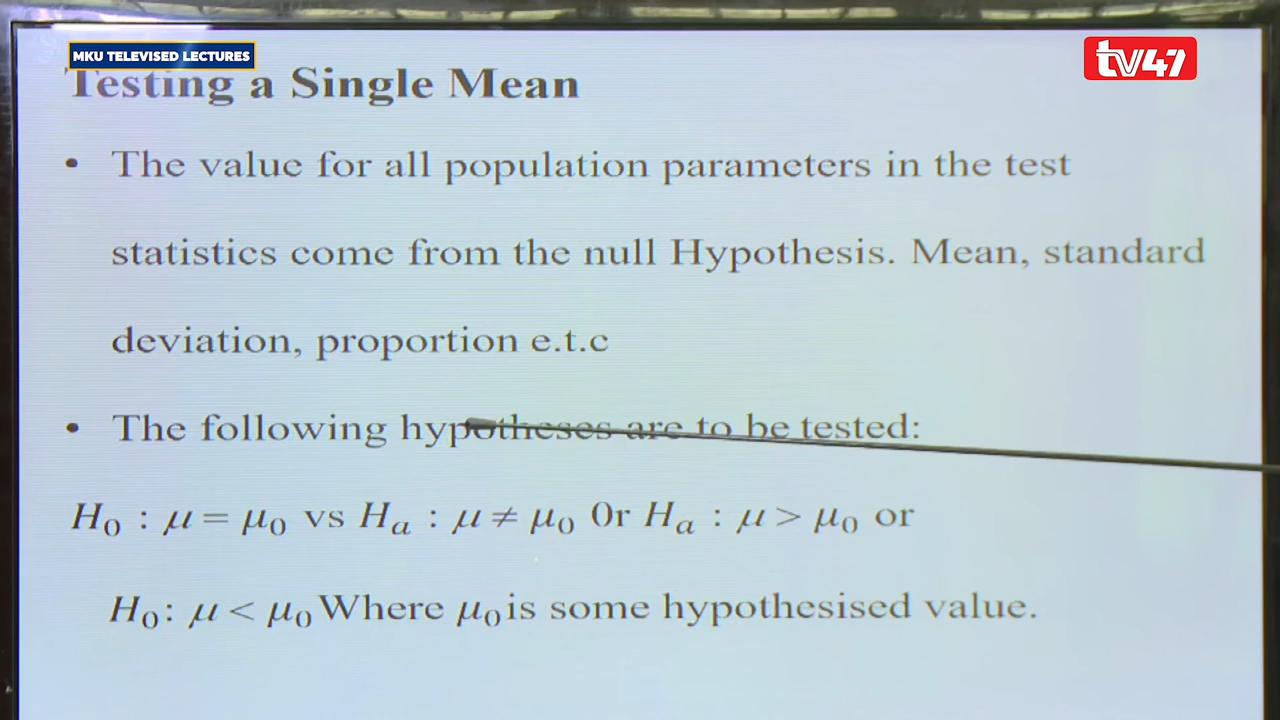 MKU TELEVISED LECTURES
tv47
Testing a Single Mean
• The value for all population parameters in the test
statistics come from the null Hypothesis. Mean, standard
deviation, proportion e.t.c
• The following hypotheses are to be tested:
H₀ : μ = μ₀ vs Hₐ : μ ≠ μ₀ 0r Hₐ : μ > μ₀ or
H₀: μ < μ₀ Where μ₀ is some hypothesised value.